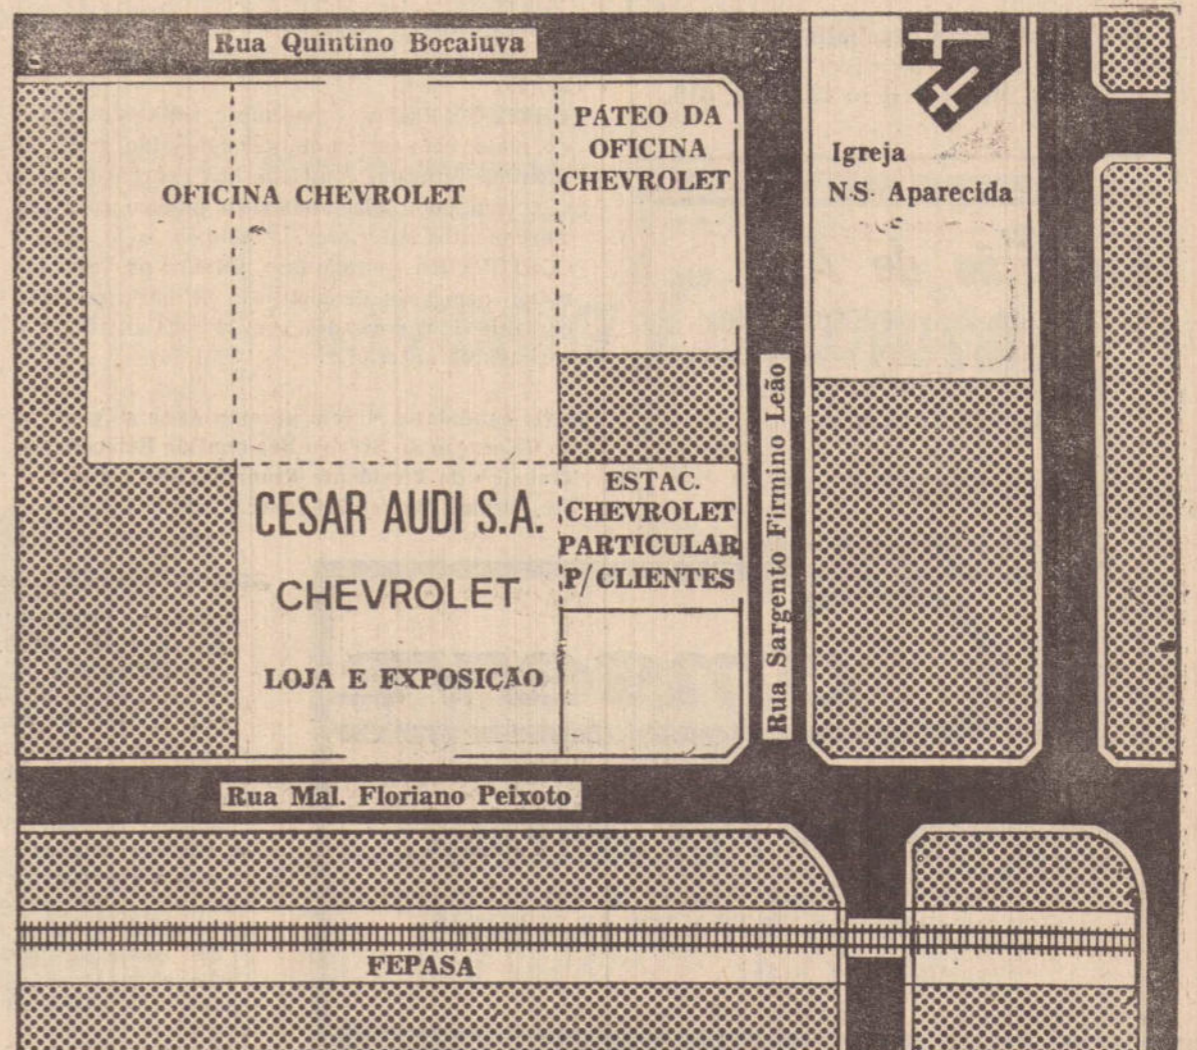 Rua Quintino Bocaiuva
OFICINA CHEVROLET
PÁTEO DA
OFICINA
CHEVROLET
Igreja
N.S. Aparecida
CESAR AUDI S.A.
CHEVROLET
LOJA E EXPOSIÇÃO
ESTAC.
CHEVROLET
PARTICULAR
P/ CLIENTES
Rua Sargento Firmino Leão
Rua Mal. Floriano Peixoto
FEPASA